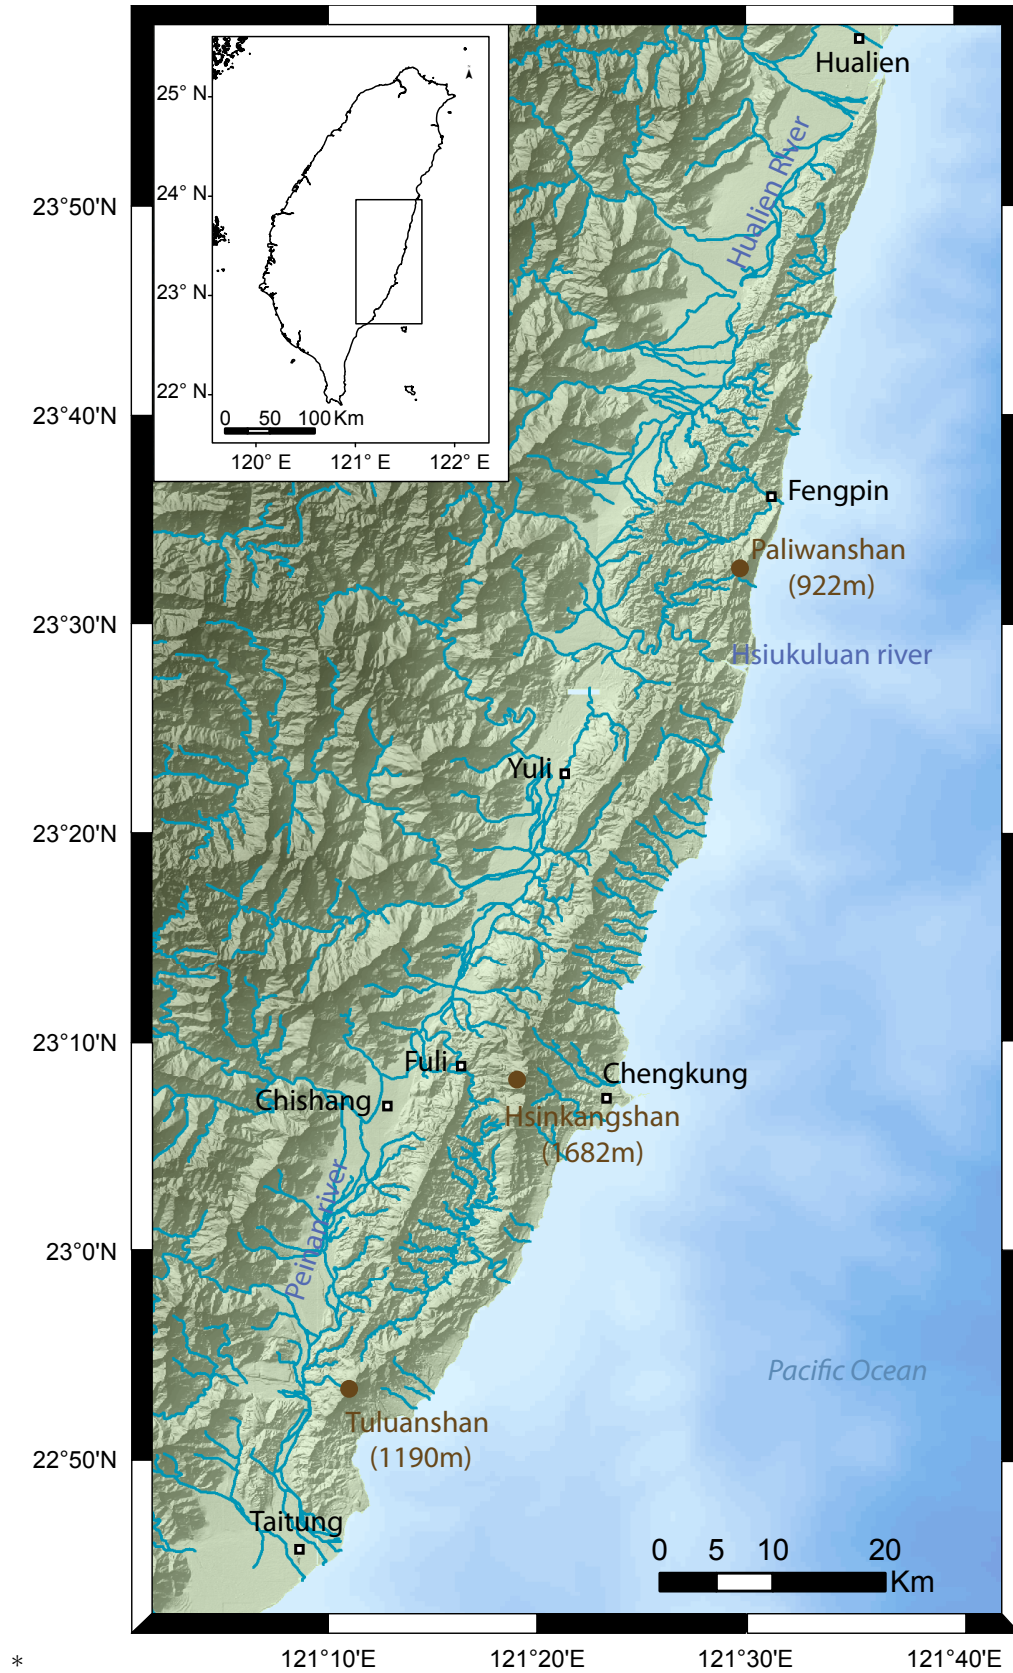 Hualien
25° N
24° N
23° N
22° N
0 50 100 Km
120° E 121° E 122° E
Hualien River
23°50'N
23°40'N
Fengpin
Paliwanshan
(922m)
23°30'N
Hsiukuluan river
Yuli
23°20'N
23°10'N
Fuli
Chengkung
Chishang
Hsinkangshan
(1682m)
Peinan river
23°0'N
Pacific Ocean
Tuluanshan
(1190m)
22°50'N
Taitung
0 5 10 20
Km
*
121°10'E 121°20'E 121°30'E 121°40'E